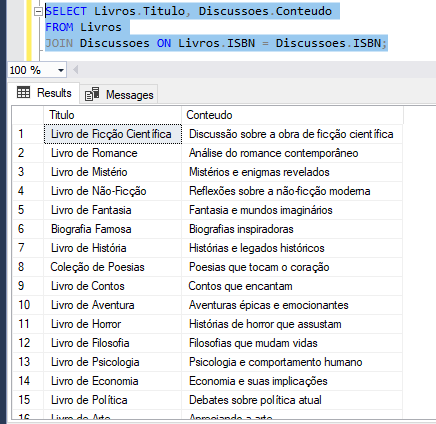 SELECT Livros.Titulo, Discussoes.Conteudo
FROM Livros
JOIN Discussoes ON Livros.ISBN = Discussoes.ISBN;
100 %
Results Messages
Titulo Conteudo
1 Livro de Ficção Científica Discussão sobre a obra de ficção científica
2 Livro de Romance Análise do romance contemporâneo
3 Livro de Mistério Mistérios e enigmas revelados
4 Livro de Não-Ficção Reflexões sobre a não-ficção moderna
5 Livro de Fantasia Fantasia e mundos imaginários
6 Biografia Famosa Biografias inspiradoras
7 Livro de História Histórias e legados históricos
8 Coleção de Poesias Poesias que tocam o coração
9 Livro de Contos Contos que encantam
10 Livro de Aventura Aventuras épicas e emocionantes
11 Livro de Horror Histórias de horror que assustam
12 Livro de Filosofia Filosofias que mudam vidas
13 Livro de Psicologia Psicologia e comportamento humano
14 Livro de Economia Economia e suas implicações
15 Livro de Política Debates sobre política atual
16 Livro de Arte Apreciando a arte